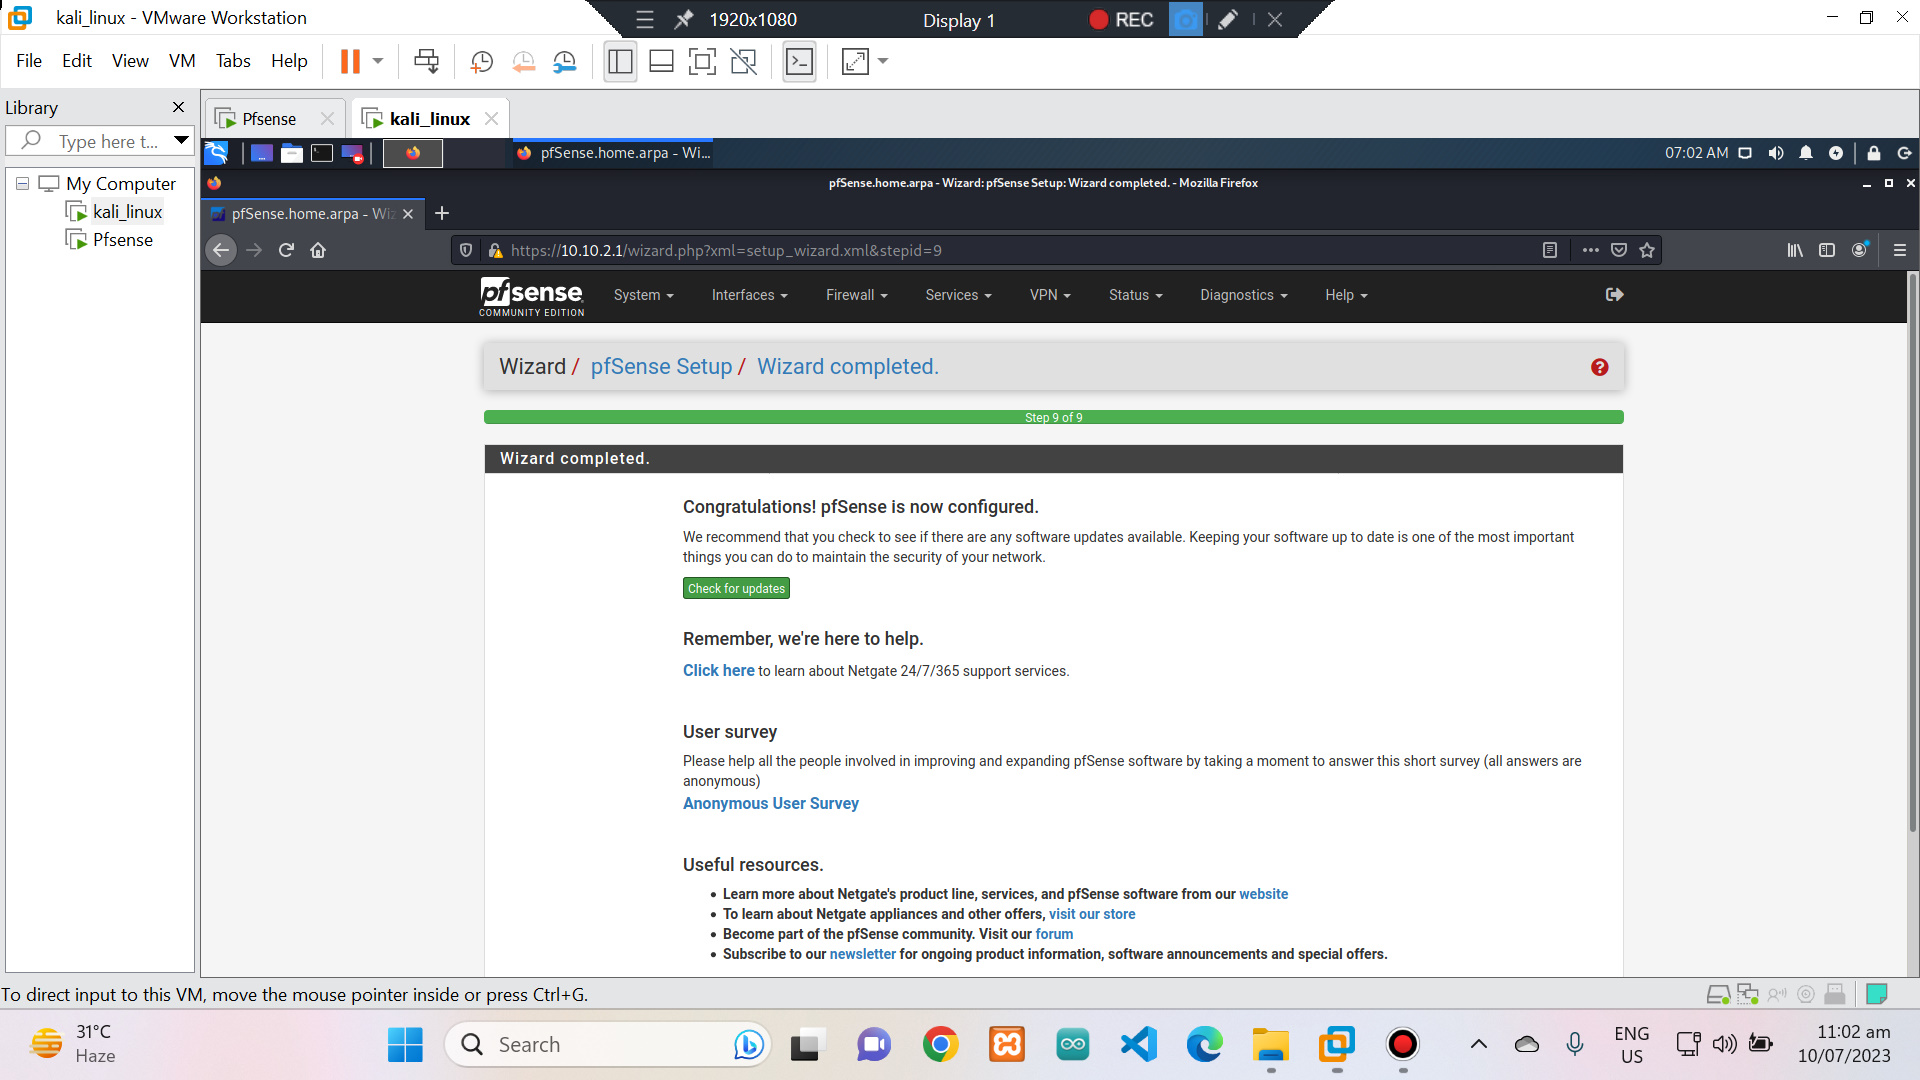 kali_linux - VMware Workstation
1920x1080
Display 1
REC
File Edit View VM Tabs Help
Library
Type here t...
My Computer
kali_linux
Pfsense
Pfsense
kali_linux
pfSense.home.arpa - Wi...
07:02 AM
pfSense.home.arpa - Wizard: pfSense Setup: Wizard completed. - Mozilla Firefox
pfSense.home.arpa - Wiz
https://10.10.2.1/wizard.php?xml=setup_wizard.xml&stepid=9
pfsense
COMMUNITY EDITION
System Interfaces Firewall Services VPN Status Diagnostics Help
Wizard / pfSense Setup / Wizard completed.
Step 9 of 9
Wizard completed.
Congratulations! pfSense is now configured.
We recommend that you check to see if there are any software updates available. Keeping your software up to date is one of the most important
things you can do to maintain the security of your network.
Check for updates
Remember, we're here to help.
Click here to learn about Netgate 24/7/365 support services.
User survey
Please help all the people involved in improving and expanding pfSense software by taking a moment to answer this short survey (all answers are
anonymous)
Anonymous User Survey
Useful resources.
• Learn more about Netgate's product line, services, and pfSense software from our website
• To learn about Netgate appliances and other offers, visit our store
• Become part of the pfSense community. Visit our forum
• Subscribe to our newsletter for ongoing product information, software announcements and special offers.
To direct input to this VM, move the mouse pointer inside or press Ctrl+G.
31°C
Haze
Search
ENG
US
11:02 am
10/07/2023